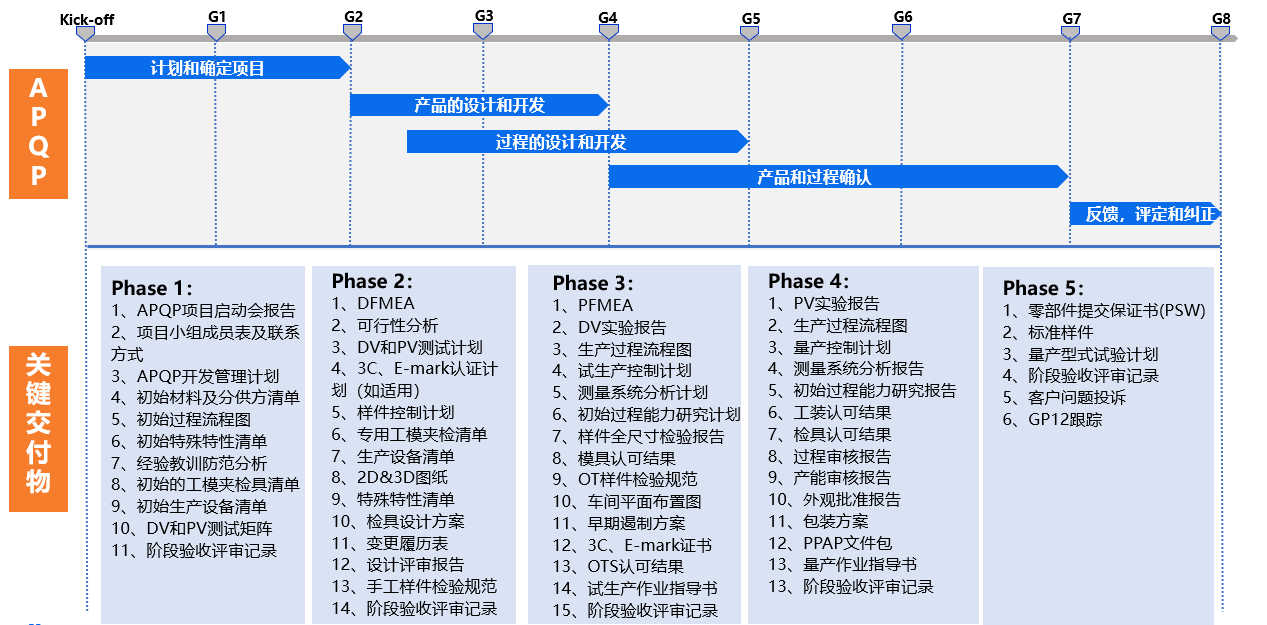 Kick-off
G1
G2
G3
G4
G5
G6
G7
G8
APQP
计划和确定项目
产品的设计和开发
过程的设计和开发
产品和过程确认
反馈，评定和纠正
关键交付物
Phase 1：
1、APQP项目启动会报告
2、项目小组成员表及联系
方式
3、APQP开发管理计划
4、初始材料及分供方清单
5、初始过程流程图
6、初始特殊特性清单
7、经验教训防范分析
8、初始的工模夹检具清单
9、初始生产设备清单
10、DV和PV测试矩阵
11、阶段验收评审记录
Phase 2：
1、DFMEA
2、可行性分析
3、DV和PV测试计划
4、3C、E-mark认证计
划（如适用）
5、样件控制计划
6、专用工模夹检清单
7、生产设备清单
8、2D&3D图纸
9、特殊特性清单
10、检具设计方案
11、变更履历表
12、设计评审报告
13、手工样件检验规范
14、阶段验收评审记录
Phase 3：
1、PFMEA
2、DV实验报告
3、生产过程流程图
4、试生产控制计划
5、测量系统分析计划
6、初始过程能力研究计划
7、样件全尺寸检验报告
8、模具认可结果
9、OT样件检验规范
10、车间平面布置图
11、早期遏制方案
12、3C、E-mark证书
13、OTS认可结果
14、试生产作业指导书
15、阶段验收评审记录
Phase 4：
1、PV实验报告
2、生产过程流程图
3、量产控制计划
4、测量系统分析报告
5、初始过程能力研究报告
6、工装认可结果
7、检具认可结果
8、过程审核报告
9、产能审核报告
10、外观批准报告
11、包装方案
12、PPAP文件包
13、量产作业指导书
13、阶段验收评审记录
Phase 5：
1、零部件提交保证书(PSW)
2、标准样件
3、量产型式试验计划
4、阶段验收评审记录
5、客户问题投诉
6、GP12跟踪